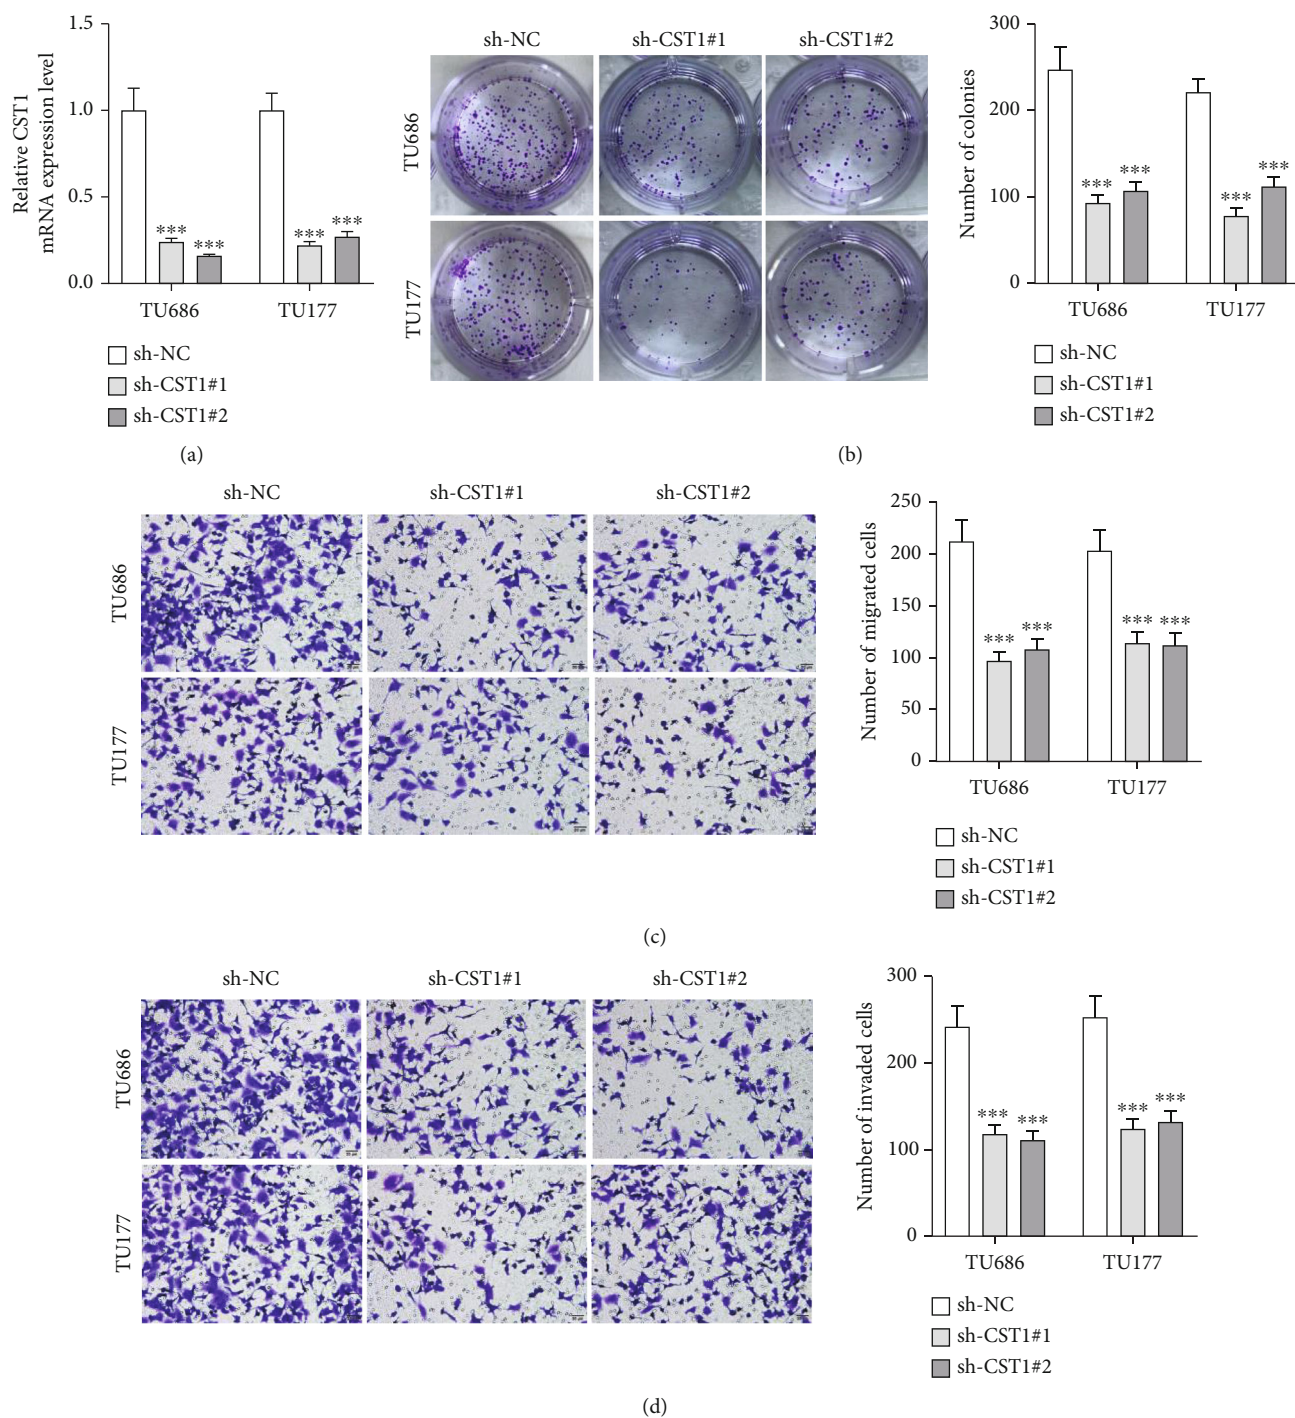 1.5
1.0
0.5
0.0
Relative CST1
mRNA expression level
***
***
***
***
TU686
TU177
sh-NC
sh-CST1#1
sh-CST1#2
(a)
sh-NC
sh-CST1#1
sh-CST1#2
TU686
TU177
300
200
100
0
Number of colonies
***
***
***
***
TU686
TU177
sh-NC
sh-CST1#1
sh-CST1#2
(b)
sh-NC
sh-CST1#1
sh-CST1#2
TU686
TU177
250
200
150
100
50
0
Number of migrated cells
***
***
***
***
TU686
TU177
sh-NC
sh-CST1#1
sh-CST1#2
(c)
sh-NC
sh-CST1#1
sh-CST1#2
TU686
TU177
300
200
100
0
Number of invaded cells
***
***
***
***
TU686
TU177
sh-NC
sh-CST1#1
sh-CST1#2
(d)